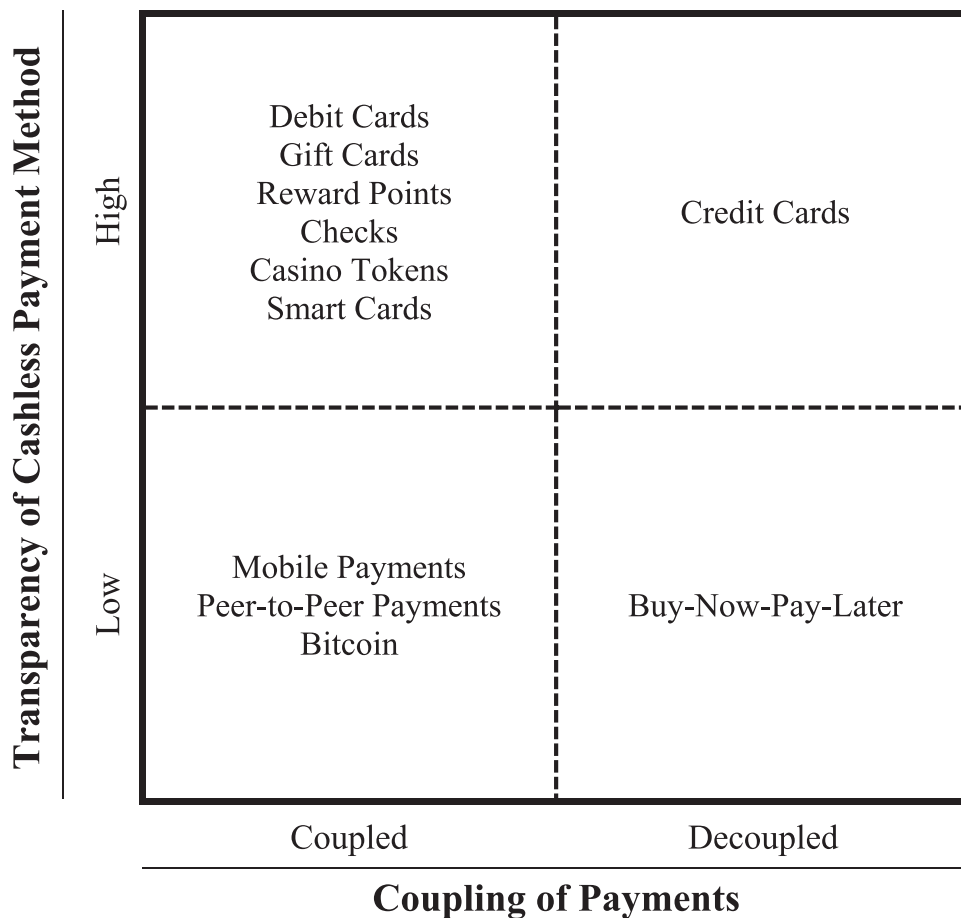 Transparency of Cashless Payment Method
High
Debit Cards
Gift Cards
Reward Points
Checks
Casino Tokens
Smart Cards
Credit Cards
Low
Mobile Payments
Peer-to-Peer Payments
Bitcoin
Buy-Now-Pay-Later
Coupled
Decoupled
Coupling of Payments